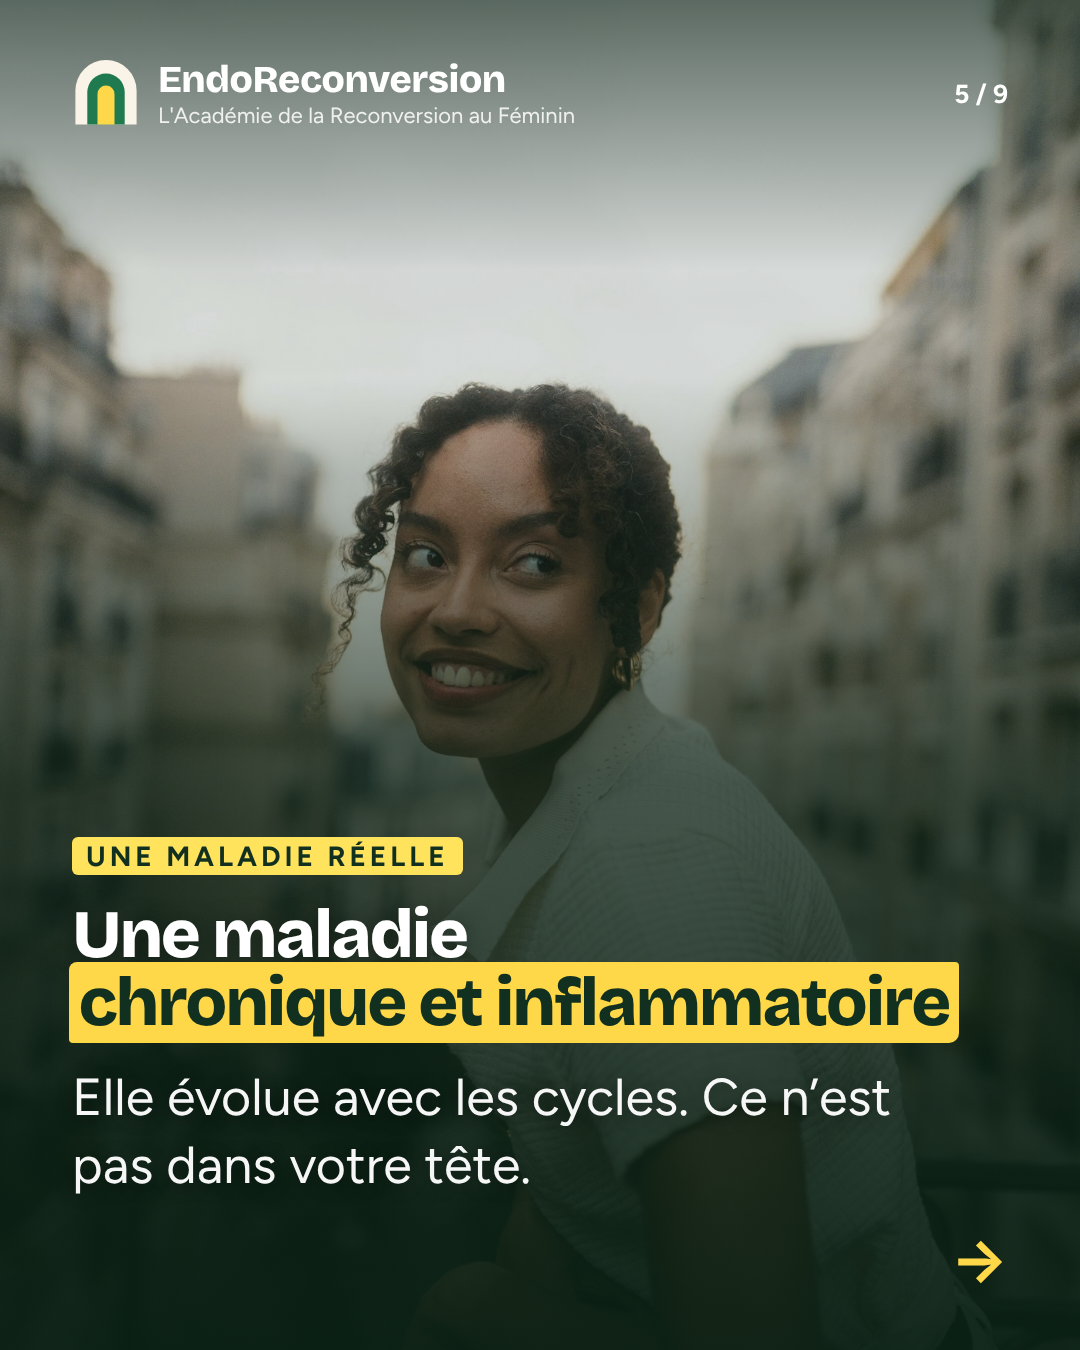 EndoReconversion
L'Académie de la Reconversion au Féminin
5 / 9
UNE MALADIE RÉELLE
Une maladie
chronique et inflammatoire
Elle évolue avec les cycles. Ce n’est
pas dans votre tête.